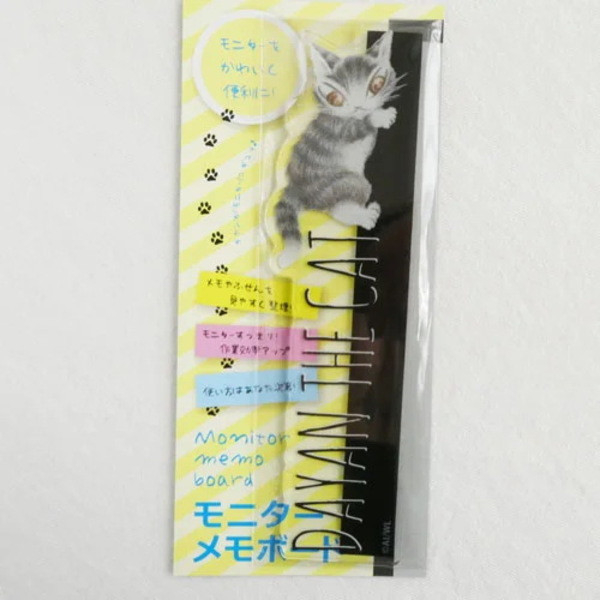 モニターを
かわいく
便利に!
メモやふせんを
見やすく整理!
モニターすっきり!
作業効率アップ
使い方はあなた次第!
Monitor
memo
board
モニター
メモボード
DAYAN THE CAT
©AI/WL